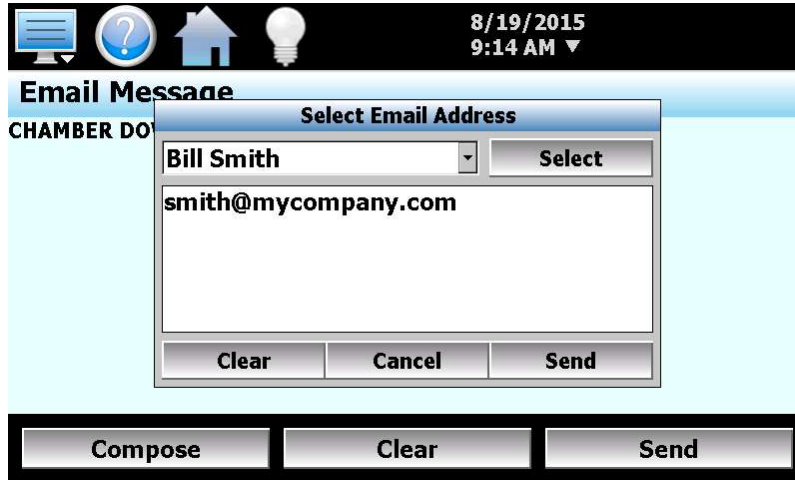 8/19/2015
9:14 AM ▼
Email Message
CHAMBER DO
Select Email Address
Bill Smith
Select
smith@mycompany.com
Clear
Cancel
Send
Compose
Clear
Send